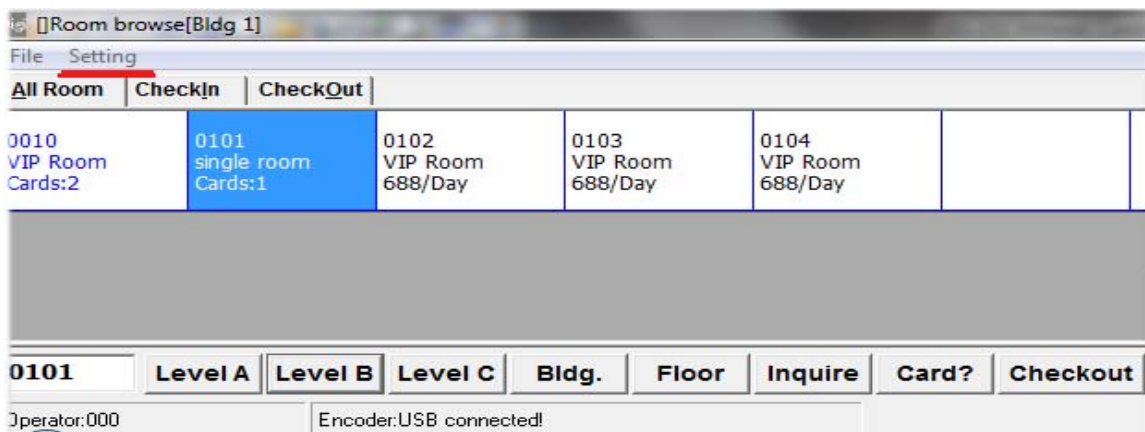 []Room browse[Bldg 1]
File Setting
All Room CheckIn CheckOut
0010 0101 0102 0103 0104
VIP Room single room VIP Room VIP Room VIP Room
Cards:2 Cards:1 688/Day 688/Day 688/Day
0101 Level A Level B Level C Bldg. Floor Inquire Card? Checkout
Operator:000 Encoder:USB connected!